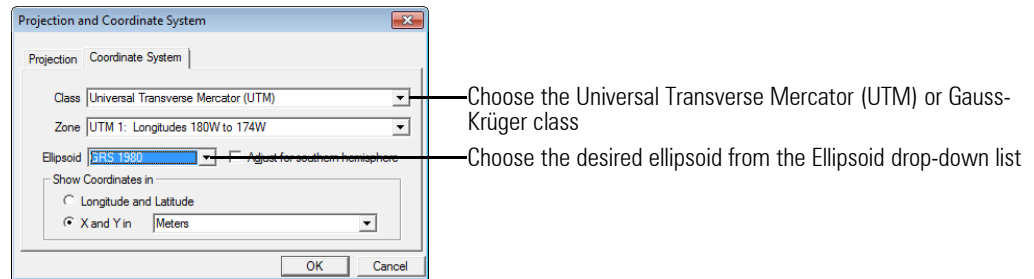 Projection and Coordinate System
Projection Coordinate System
Class Universal Transverse Mercator (UTM)
Choose the Universal Transverse Mercator (UTM) or Gauss-
Krüger class
Zone UTM 1: Longitudes 180W to 174W
Ellipsoid GRS 1980 Adjust for southern hemisphere
Choose the desired ellipsoid from the Ellipsoid drop-down list
Show Coordinates in
Longitude and Latitude
X and Y in Meters
OK Cancel